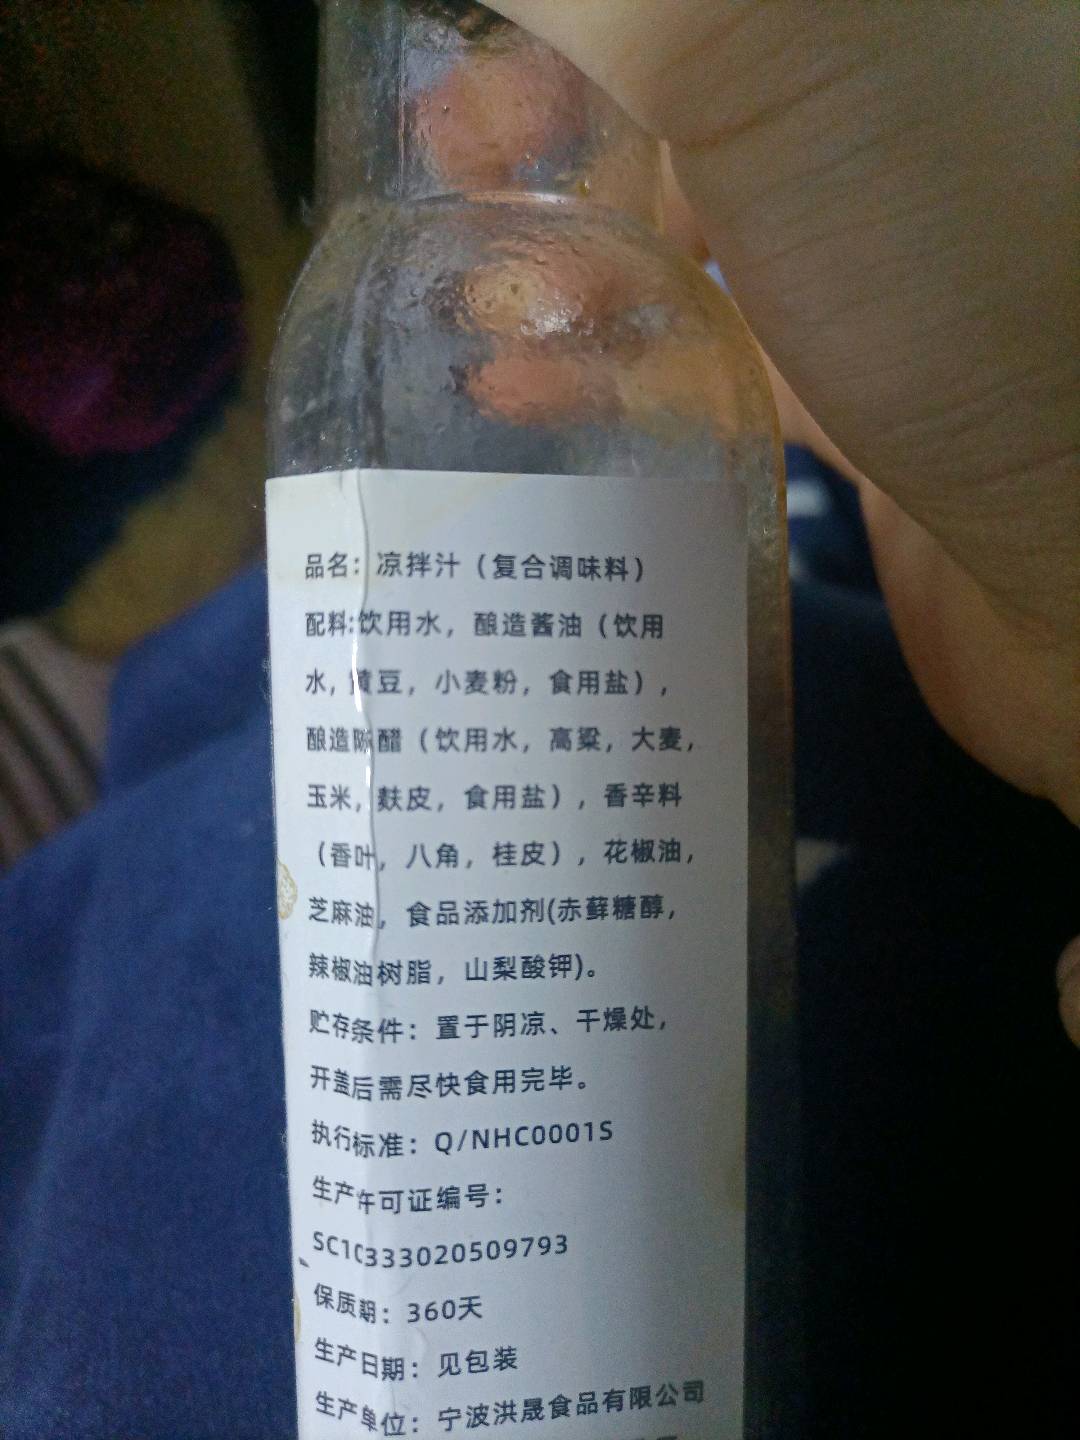 品名：凉拌汁（复合调味料）
配料:饮用水，酿造酱油（饮用
水，黄豆，小麦粉，食用盐），
酿造陈醋（饮用水，高粱，大麦，
玉米，麸皮，食用盐），香辛料
（香叶，八角，桂皮），花椒油，
芝麻油，食品添加剂(赤藓糖醇，
辣椒油树脂，山梨酸钾)。
贮存条件：置于阴凉、干燥处，
开盖后需尽快食用完毕。
执行标准：Q/NHC0001S
生产许可证编号：
SC10333020509793
保质期：360天
生产日期：见包装
生产单位：宁波洪晟食品有限公司